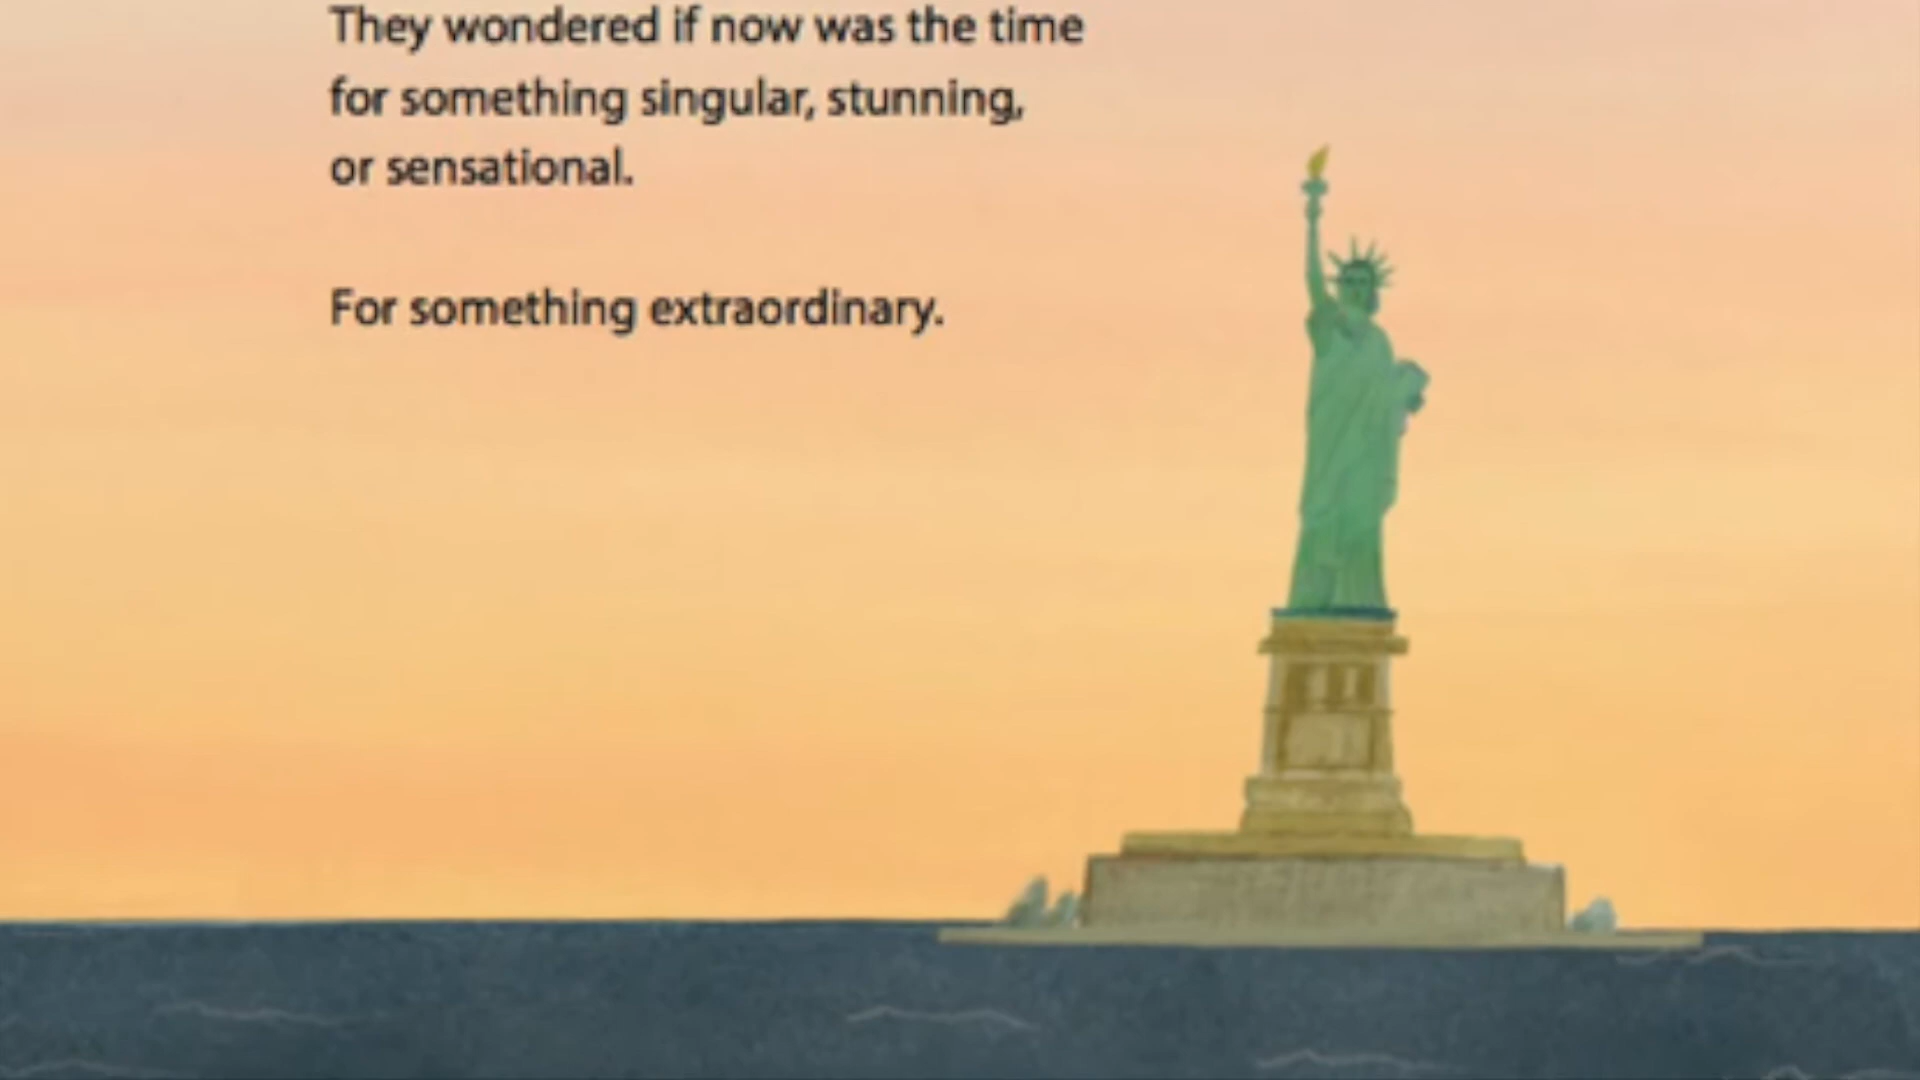 They wondered if now was the time
for something singular, stunning,
or sensational.
For something extraordinary.